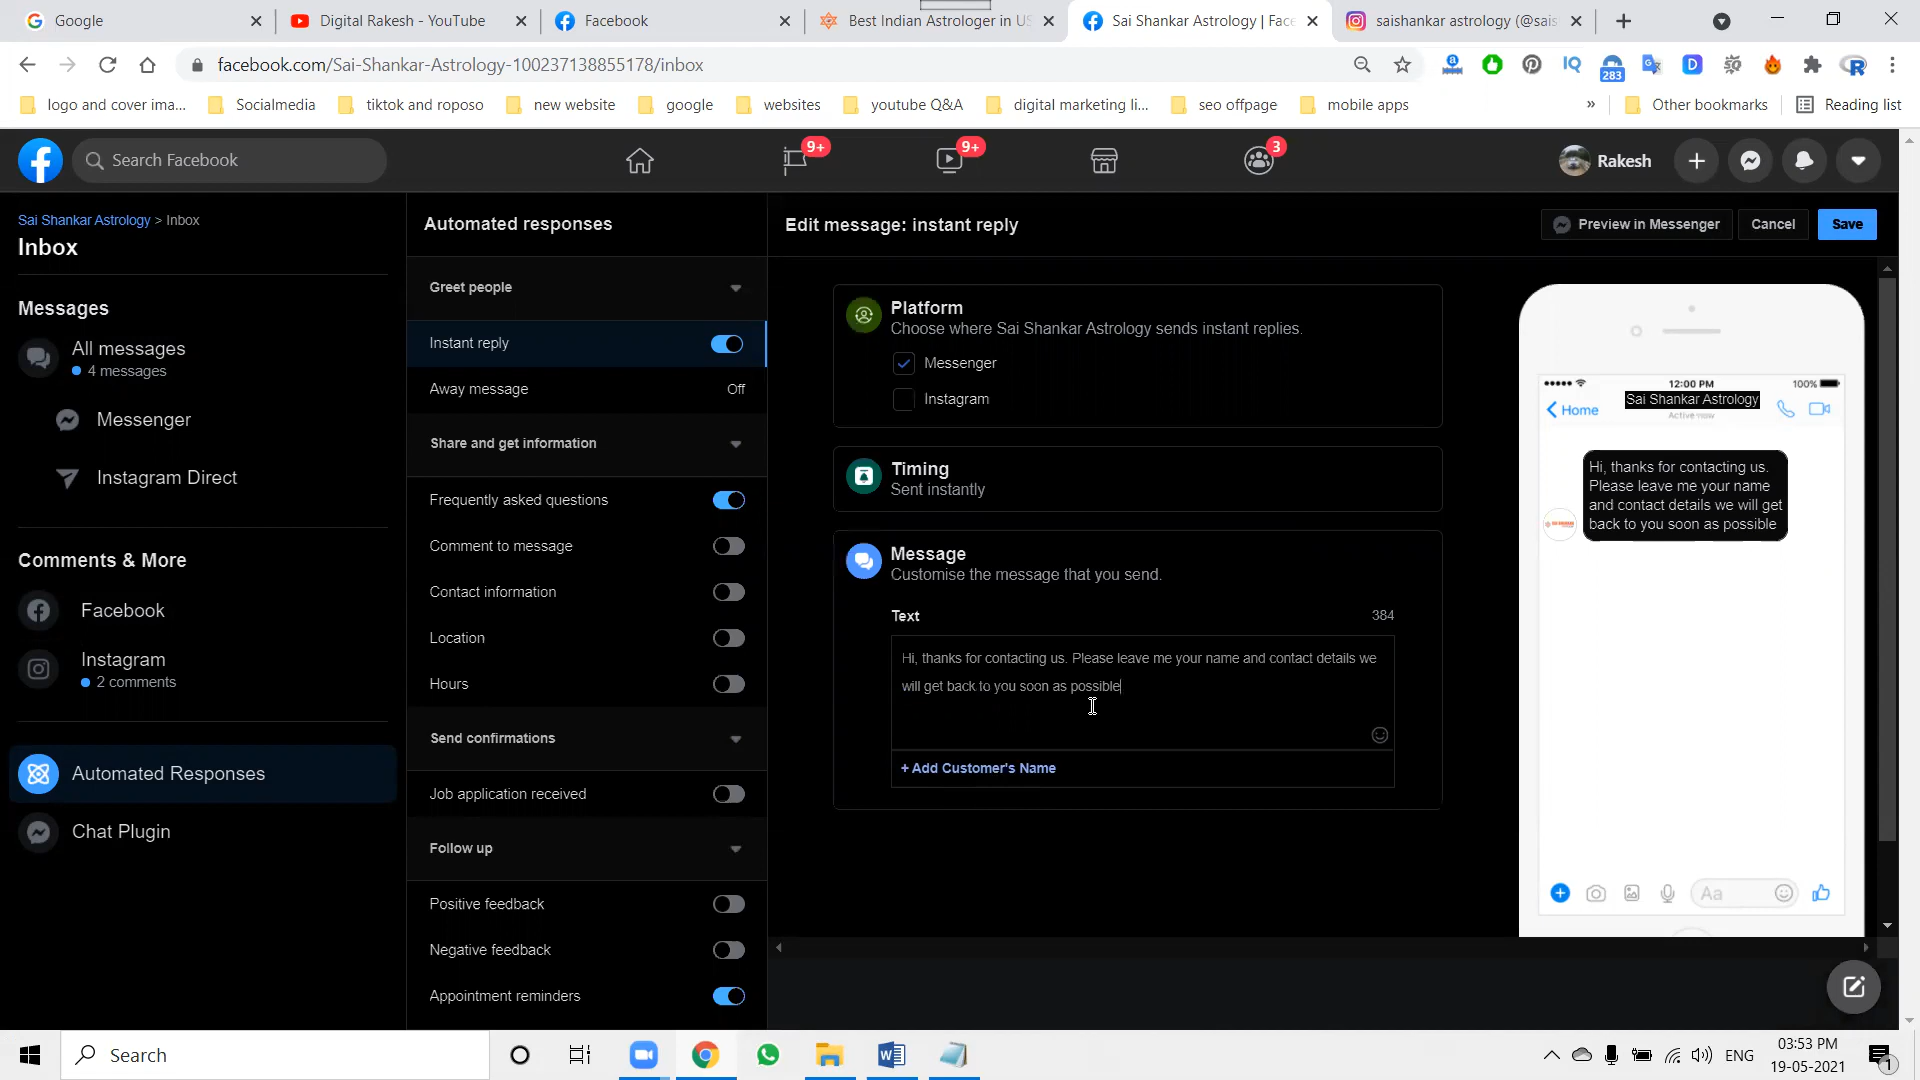 Google
Digital Rakesh - YouTube
Facebook
Best Indian Astrologer in US
Sai Shankar Astrology | Face
saishankar astrology (@sais
facebook.com/Sai-Shankar-Astrology-100237138855178/inbox
283
logo and cover ima...
Socialmedia
tiktok and roposo
new website
google
websites
youtube Q&A
digital marketing li...
seo offpage
mobile apps
»
Other bookmarks
Reading list
Search Facebook
9+
9+
3
Rakesh
Sai Shankar Astrology > Inbox
Inbox
Messages
All messages
4 messages
Messenger
Instagram Direct
Comments & More
Facebook
Instagram
2 comments
Automated Responses
Chat Plugin
Automated responses
Greet people
Instant reply
Away message
Off
Share and get information
Frequently asked questions
Comment to message
Contact information
Location
Hours
Send confirmations
Job application received
Follow up
Positive feedback
Negative feedback
Appointment reminders
Edit message: instant reply
Preview in Messenger
Cancel
Save
Platform
Choose where Sai Shankar Astrology sends instant replies.
Messenger
Instagram
Timing
Sent instantly
Message
Customise the message that you send.
Text
384
Hi, thanks for contacting us. Please leave me your name and contact details we
will get back to you soon as possible
+ Add Customer's Name
12:00 PM
100%
Home
Sai Shankar Astrology
Active now
Hi, thanks for contacting us.
Please leave me your name
and contact details we will get
back to you soon as possible
Aa
Search
ENG
03:53 PM
19-05-2021
1